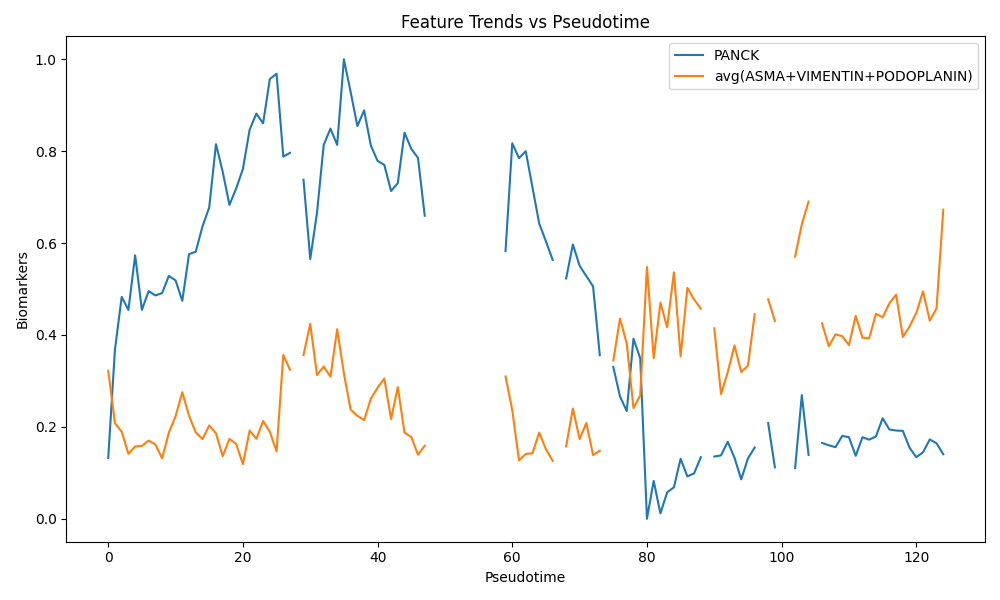 Feature Trends vs Pseudotime
PANCK
avg(ASMA+VIMENTIN+PODOPLANIN)
Biomarkers
1.0
0.8
0.6
0.4
0.2
0.0
0 20 40 60 80 100 120
Pseudotime